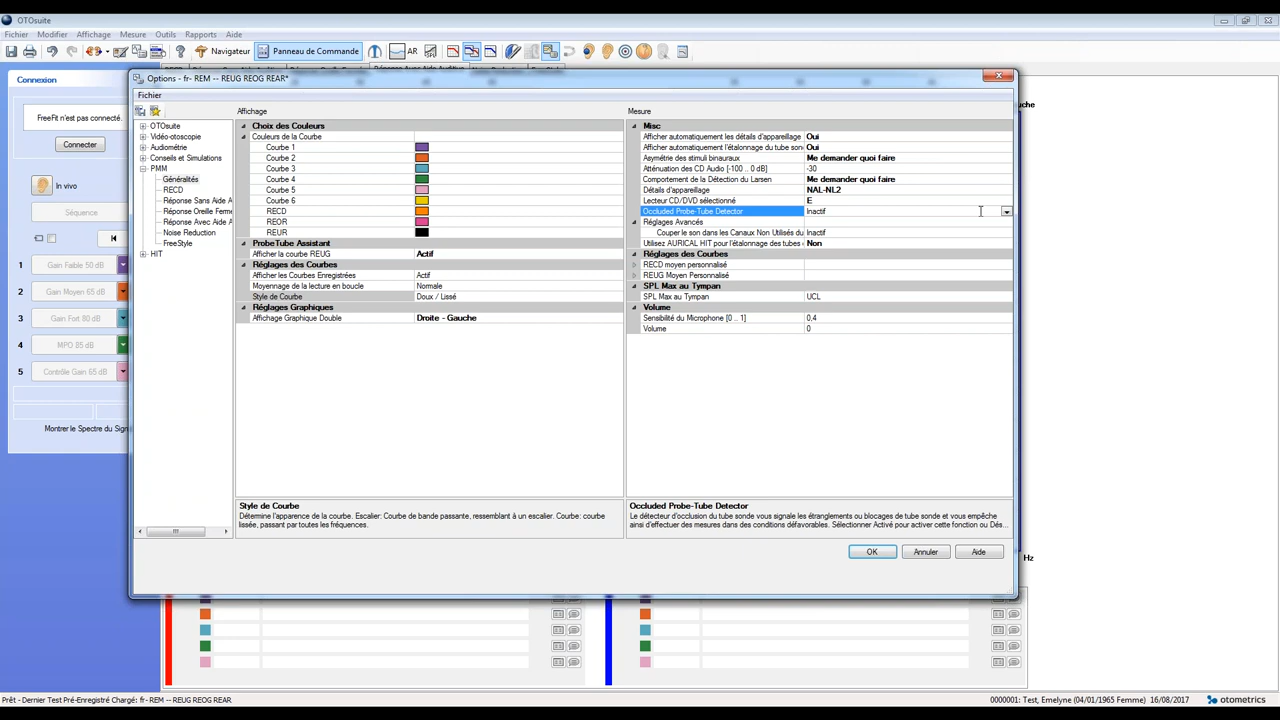 OTOsuite
Fichier Modifier Affichage Mesure Outils Rapports Aide
Navigateur Panneau de Commande AR
Connexion
FreeFit n'est pas connecté.
Connecter
In vivo
Séquence
Gain Faible 50 dB
2 Gain Moyen 65 dB
3 Gain Fort 80 dB
4 MPO 85 dB
5 Contrôle Gain 65 dB
Options - fr- REM -- REUG REOG REAR*
Fichier
OTOsuite
Vidéo-otoscopie
Audiométrie
Conseils et Simulations
PMM
Généralités
RECD
Réponse Sans Aide A
Réponse Oreille Ferme
Réponse Avec Aide A
Noise Reduction
FreeStyle
HIT
Affichage
Choix des Couleurs
Couleurs de la Courbe
Courbe 1
Courbe 2
Courbe 3
Courbe 4
Courbe 5
Courbe 6
RECD
REOR
REUR
ProbeTube Assistant
Afficher la courbe REUG Actif
Réglages des Courbes
Afficher les Courbes Enregistrées Actif
Moyennage de la lecture en boucle Normale
Style de Courbe Doux / Lissé
Réglages Graphiques
Affichage Graphique Double Droite - Gauche
Style de Courbe
Détermine l'apparence de la courbe. Escalier: Courbe de bande passante, ressemblant à un escalier. Courbe: courbe
lissée, passant par toutes les fréquences.
Mesure
Misc
Afficher automatiquement les détails d'appareillage Oui
Afficher automatiquement l'étalonnage du tube son Oui
Asymétrie des stimuli binauraux Me demander quoi faire
Atténuation des CD Audio [-100 .. 0 dB] -30
Comportement de la Détection du Larsen Me demander quoi faire
Détails d'appareillage NAL-NL2
Lecteur CD/DVD sélectionné E
Occluded Probe-Tube Detector Inactif
Réglages Avancés
Couper le son dans les Canaux Non Utilisés du Inactif
Utilisez AURICAL HIT pour l'étalonnage des tubes Non
Réglages des Courbes
RECD moyen personnalisé
REUG Moyen Personnalisé
SPL Max au Tympan
SPL Max au Tympan UCL
Volume
Sensibilité du Microphone [0 .. 1] 0,4
Volume 0
Occluded Probe-Tube Detector
Le détecteur d'occlusion du tube sonde vous signale les étranglements ou blocages de tube sonde et vous empêche
ainsi d'effectuer des mesures dans des conditions défavorables. Sélectionner Activé pour activer cette fonction ou Dés...
OK Annuler Aide
uche
Hz
Montrer le Spectre du Sign
Prêt - Dernier Test Pré-Enregistré Chargé: fr- REM -- REUG REOG REAR
0000001: Test, Emelyne (04/01/1965 Femme) 16/08/2017 otometrics